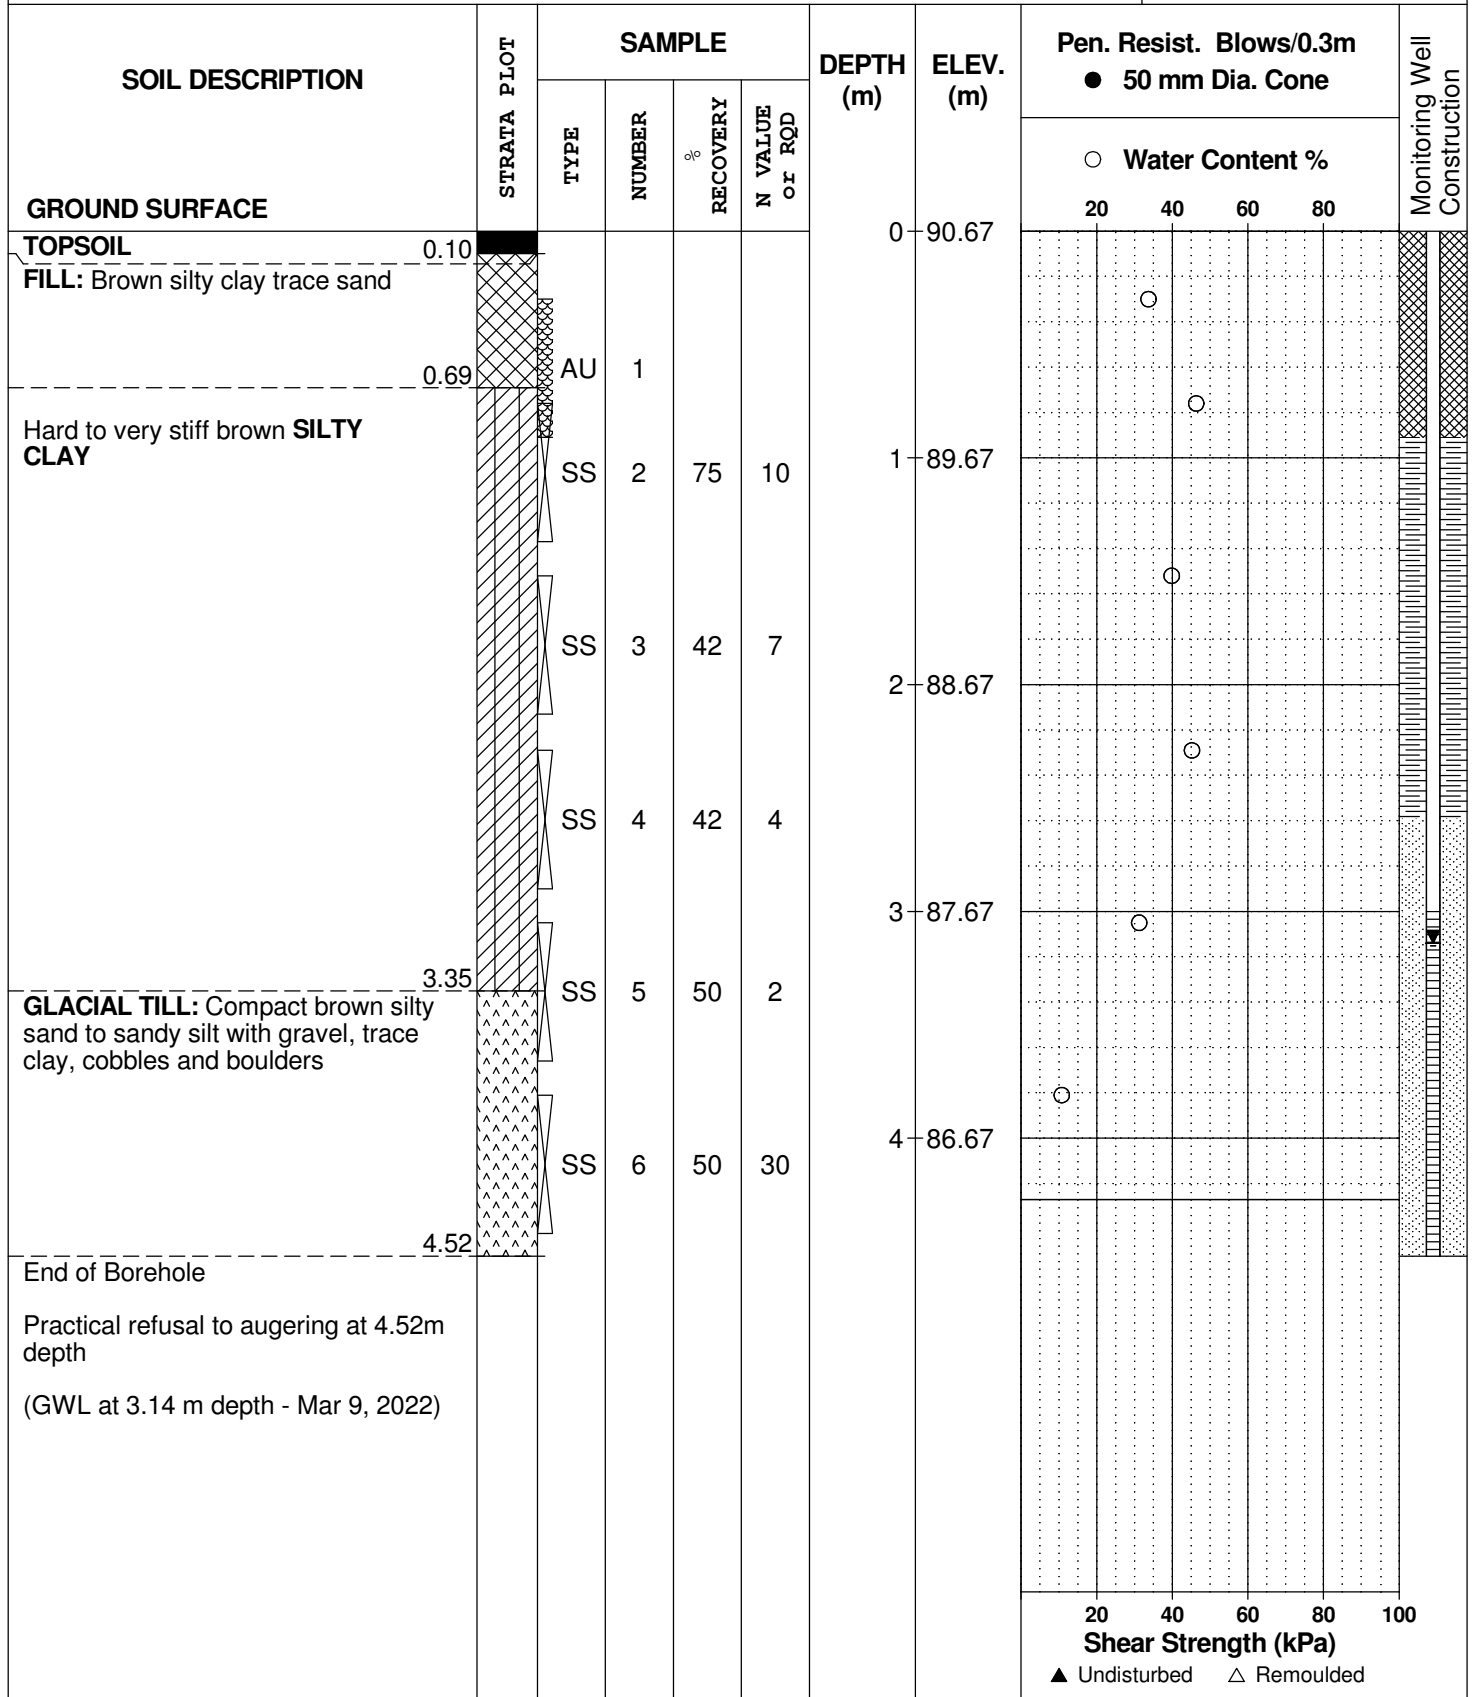 SOIL DESCRIPTION
GROUND SURFACE
STRATA PLOT
SAMPLE
TYPE
NUMBER
%
RECOVERY
N VALUE
or RQD
DEPTH
(m)
ELEV.
(m)
Pen. Resist. Blows/0.3m
● 50 mm Dia. Cone
○ Water Content %
20 40 60 80
Monitoring Well
Construction
0 90.67
TOPSOIL 0.10
FILL: Brown silty clay trace sand
AU 1
0.69
Hard to very stiff brown SILTY
CLAY
1 89.67
SS 2 75 10
SS 3 42 7
2 88.67
SS 4 42 4
3 87.67
3.35
SS 5 50 2
GLACIAL TILL: Compact brown silty
sand to sandy silt with gravel, trace
clay, cobbles and boulders
4 86.67
SS 6 50 30
4.52
End of Borehole
Practical refusal to augering at 4.52m
depth
(GWL at 3.14 m depth - Mar 9, 2022)
20 40 60 80 100
Shear Strength (kPa)
▲ Undisturbed △ Remoulded